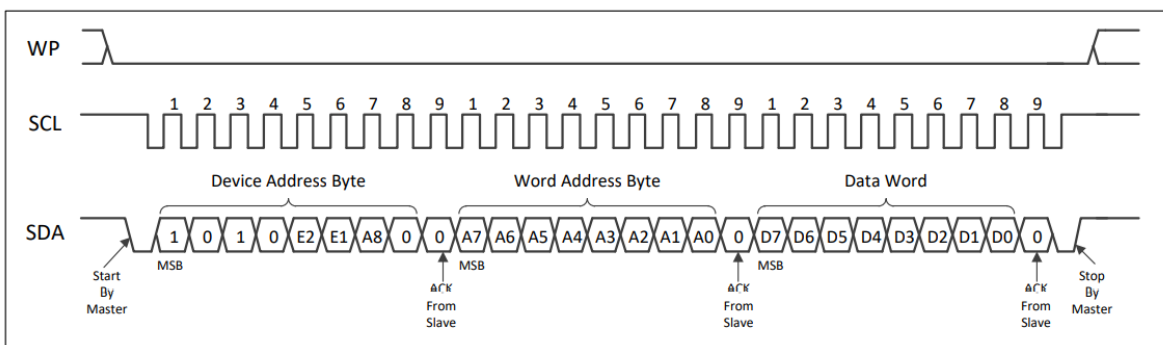 WP
1 2 3 4 5 6 7 8 9 1 2 3 4 5 6 7 8 9 1 2 3 4 5 6 7 8 9
SCL
Device Address Byte Word Address Byte Data Word
SDA 1 0 1 0 E2 E1 A8 0 0 A7 A6 A5 A4 A3 A2 A1 A0 0 D7 D6 D5 D4 D3 D2 D1 D0 0
MSB MSB MSB
Start
By
Master
ACK
From
Slave
ACK
From
Slave
ACK
From
Slave
Stop
By
Master